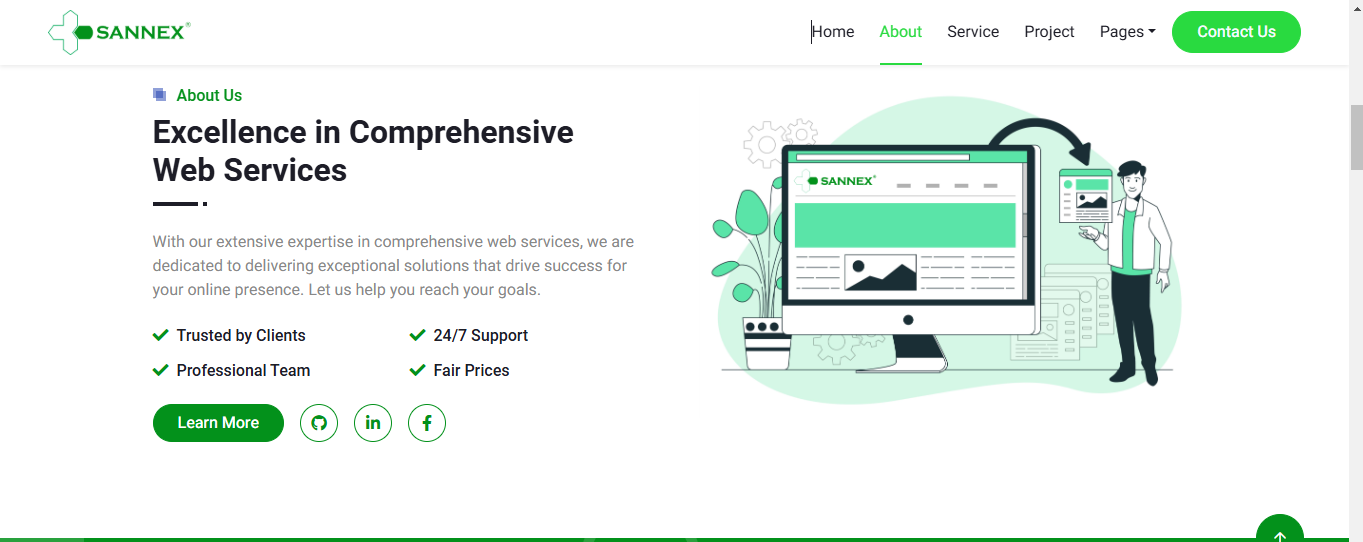 SANNEX®
Home About Service Project Pages Contact Us
About Us
Excellence in Comprehensive
Web Services
With our extensive expertise in comprehensive web services, we are
dedicated to delivering exceptional solutions that drive success for
your online presence. Let us help you reach your goals.
Trusted by Clients
24/7 Support
Professional Team
Fair Prices
Learn More
in
f
SANNEX®